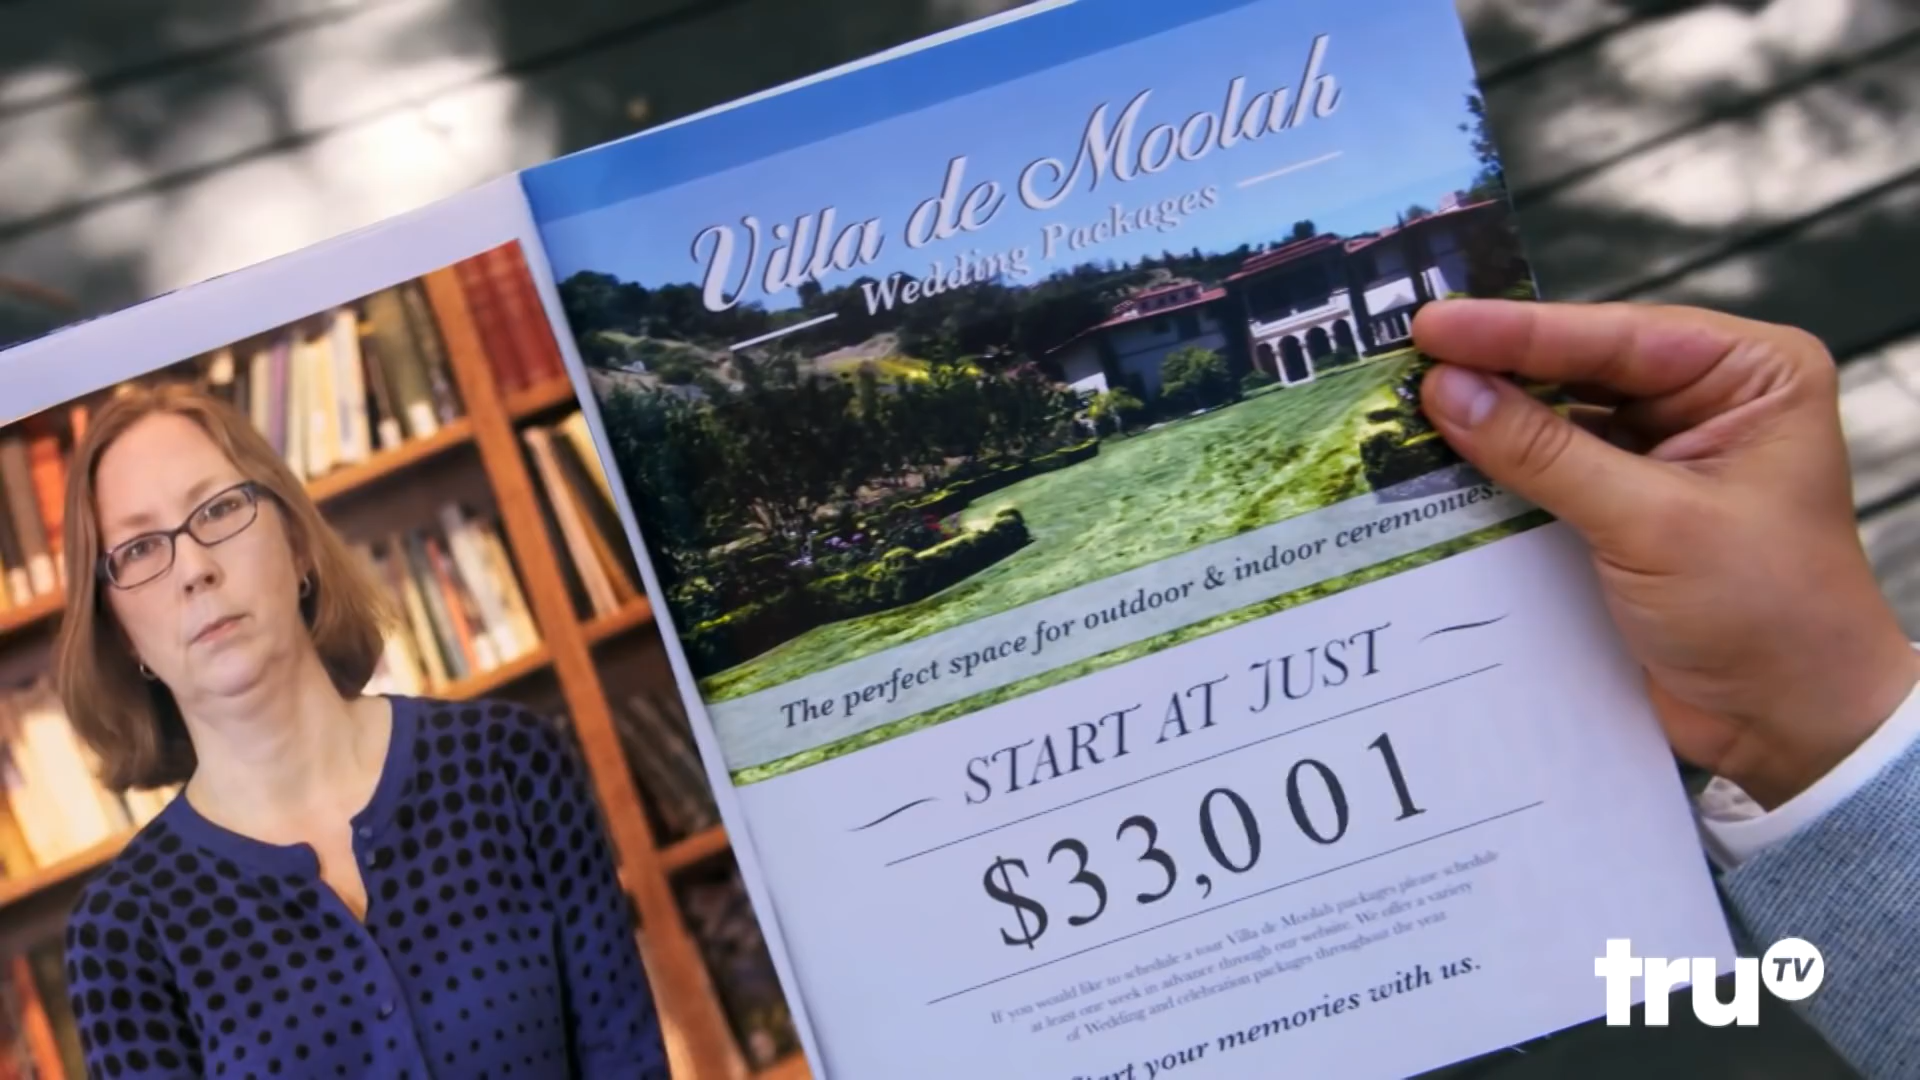 Villa de Moolah
Wedding Packages
The perfect space for outdoor & indoor ceremonies.
START AT JUST
$33,001
If you would like to schedule a tour Villa de Moolah packages please schedule
at least one week in advance through our website. We offer a variety
of Wedding and celebration packages throughout the year
your memories with us.
truTV